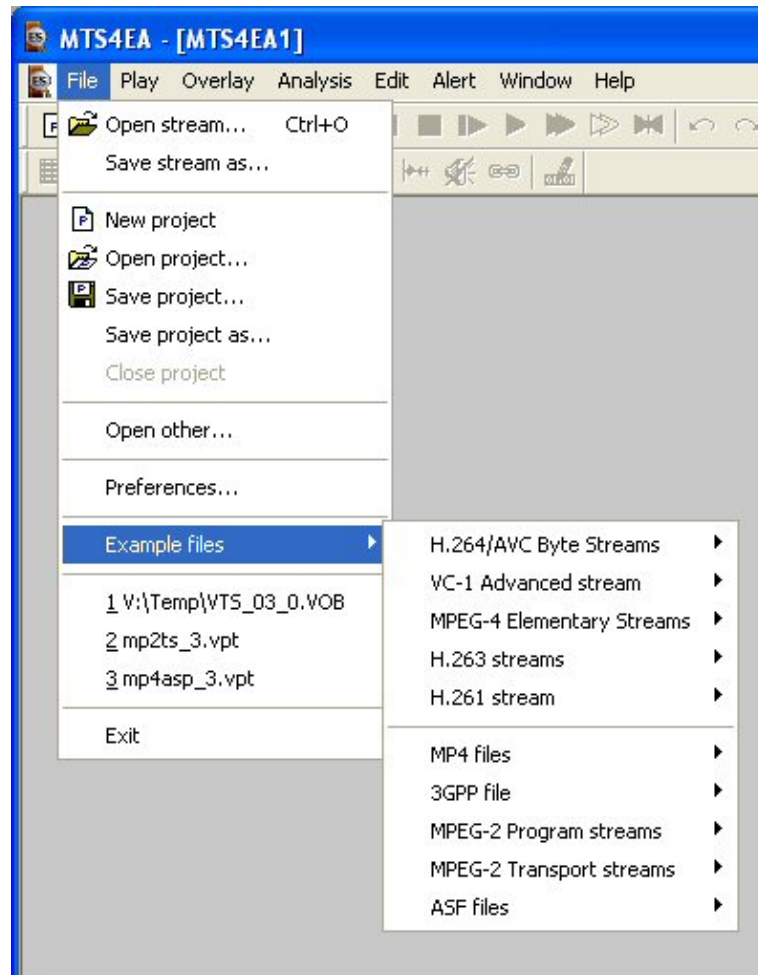 MTS4EA - [MTS4EA1]
File Play Overlay Analysis Edit Alert Window Help
Open stream... Ctrl+O
Save stream as...
New project
Open project...
Save project...
Save project as...
Close project
Open other...
Preferences...
Example files
H.264/AVC Byte Streams
VC-1 Advanced stream
1 V:\Temp\VTS_03_0.VOB
MPEG-4 Elementary Streams
2 mp2ts_3.vpt
H.263 streams
3 mp4asp_3.vpt
H.261 stream
Exit
MP4 files
3GPP file
MPEG-2 Program streams
MPEG-2 Transport streams
ASF files